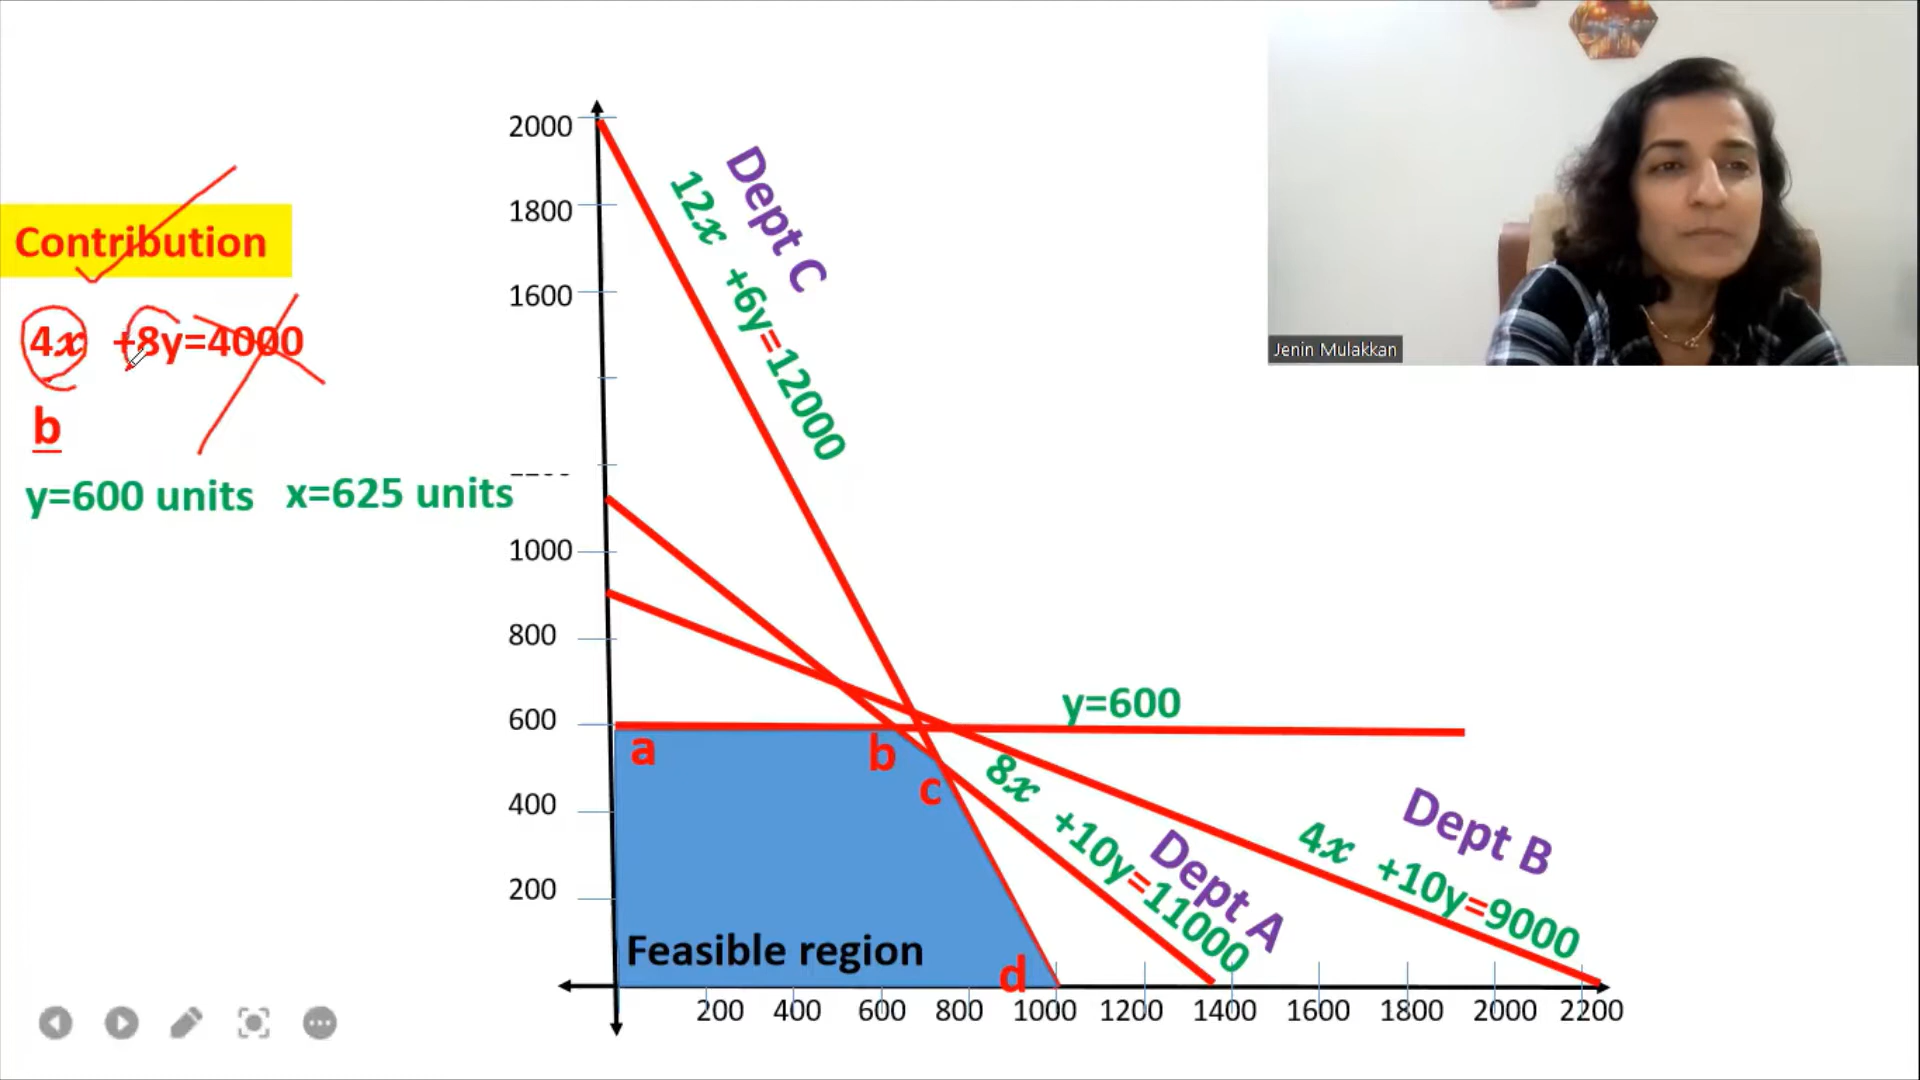 Contribution
4x +8y=4000
b
y=600 units x=625 units
2000
1800
1600
1000
800
600
400
200
Dept C
12x +6y=12000
y=600
a
b
c
d
8x +10y=11000
Dept A
4x +10y=9000
Dept B
Feasible region
200 400 600 800 1000 1200 1400 1600 1800 2000 2200
Jenin Mulakkan